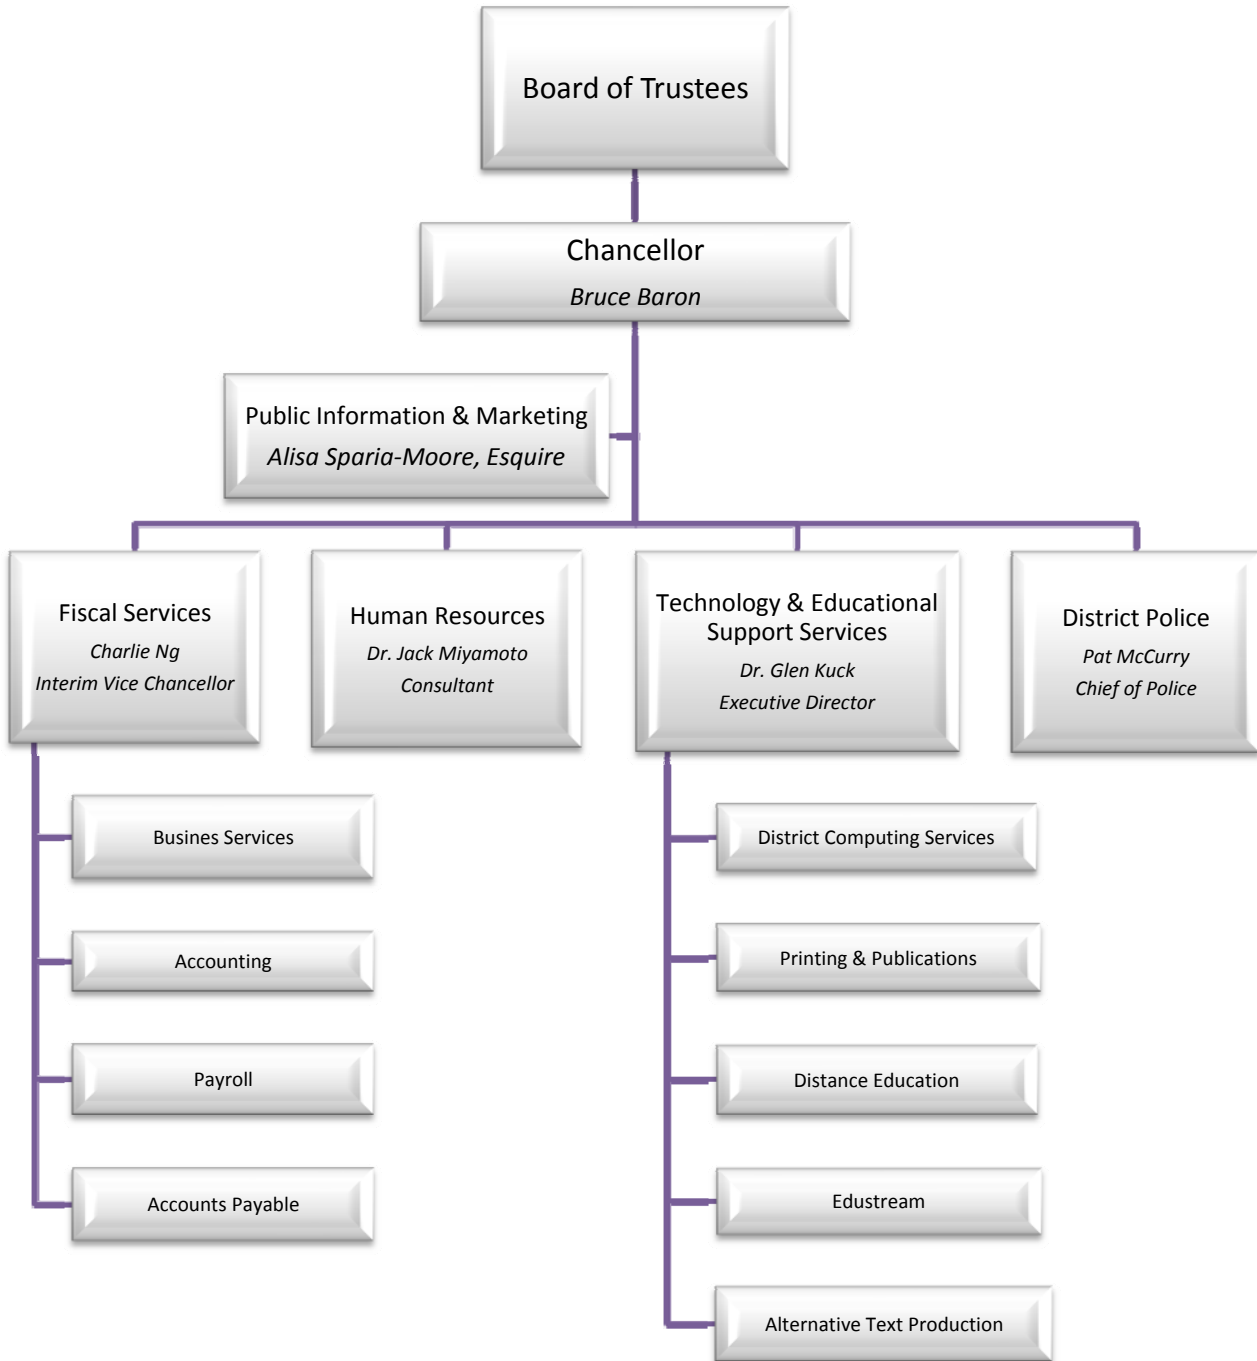 Board of Trustees
Chancellor
Bruce Baron
Public Information & Marketing
Alisa Sparia-Moore, Esquire
Fiscal Services
Charlie Ng
Interim Vice Chancellor
Human Resources
Dr. Jack Miyamoto
Consultant
Technology & Educational
Support Services
Dr. Glen Kuck
Executive Director
District Police
Pat McCurry
Chief of Police
Busines Services
Accounting
Payroll
Accounts Payable
District Computing Services
Printing & Publications
Distance Education
Edustream
Alternative Text Production